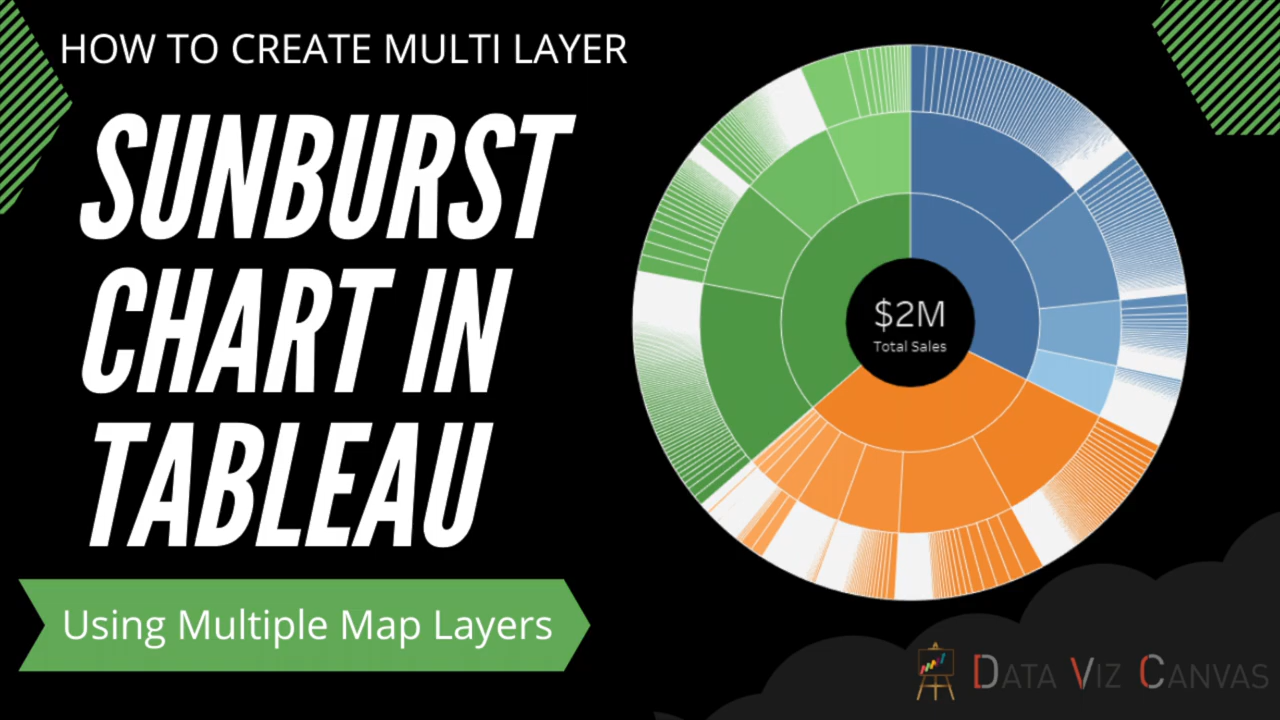 HOW TO CREATE MULTI LAYER
SUNBURST
CHART IN
TABLEAU
Using Multiple Map Layers
$2M
Total Sales
DATA VIZ CANVAS